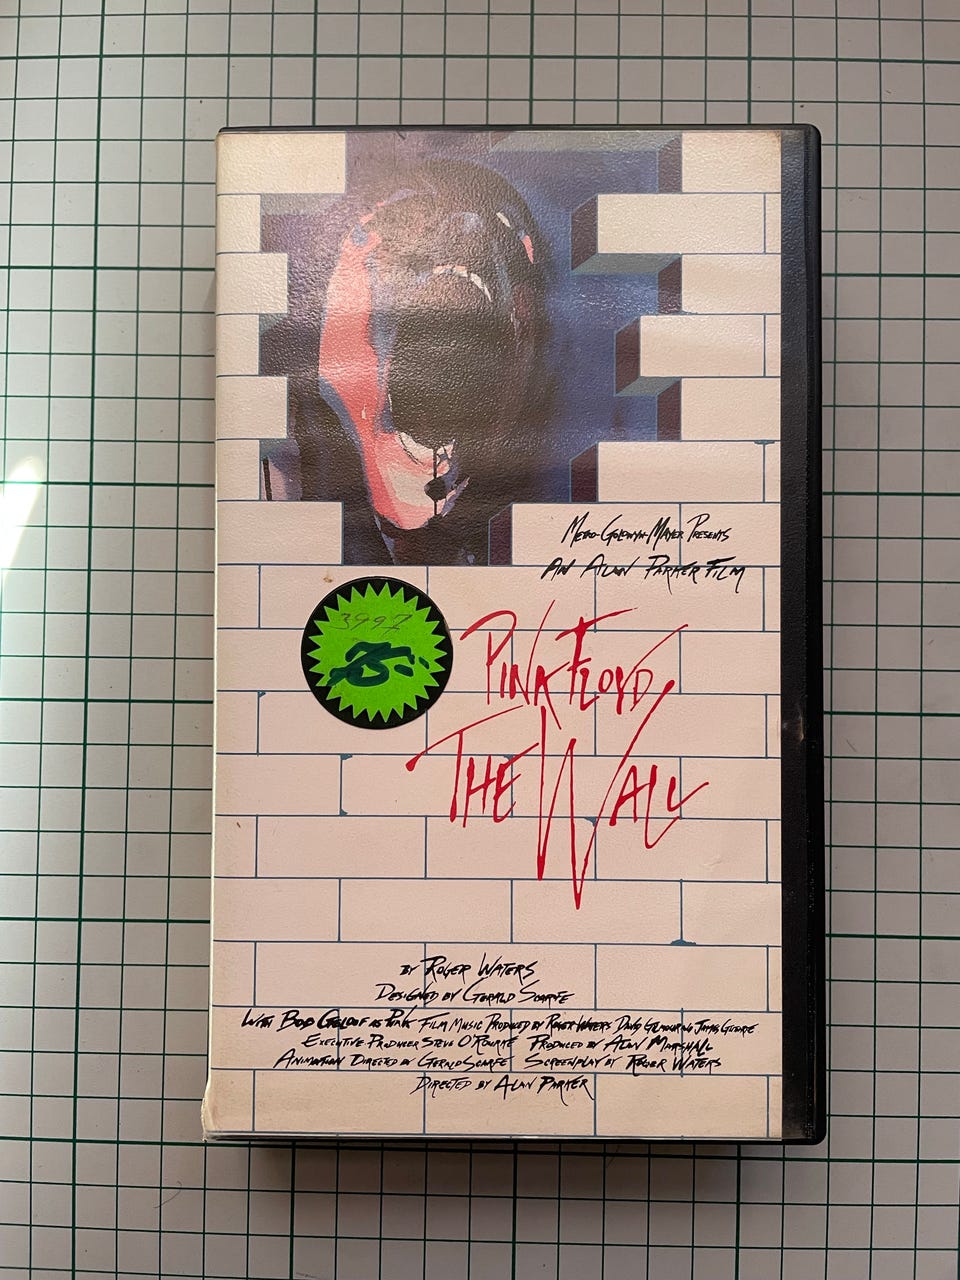 Metro-Goldwyn-Mayer Presents
An Alan Parker Film
3997
Pink Floyd
The Wall
by Roger Waters
Designed by Gerald Scarfe
With Bob Geldof as Pink Film Music Produced by Roger Waters David Gilmour and James Guthrie
Executive Producer Steve O'Rourke Produced by Alan Marshall
Animation Directed by Gerald Scarfe Screenplay by Roger Waters
Directed by Alan Parker